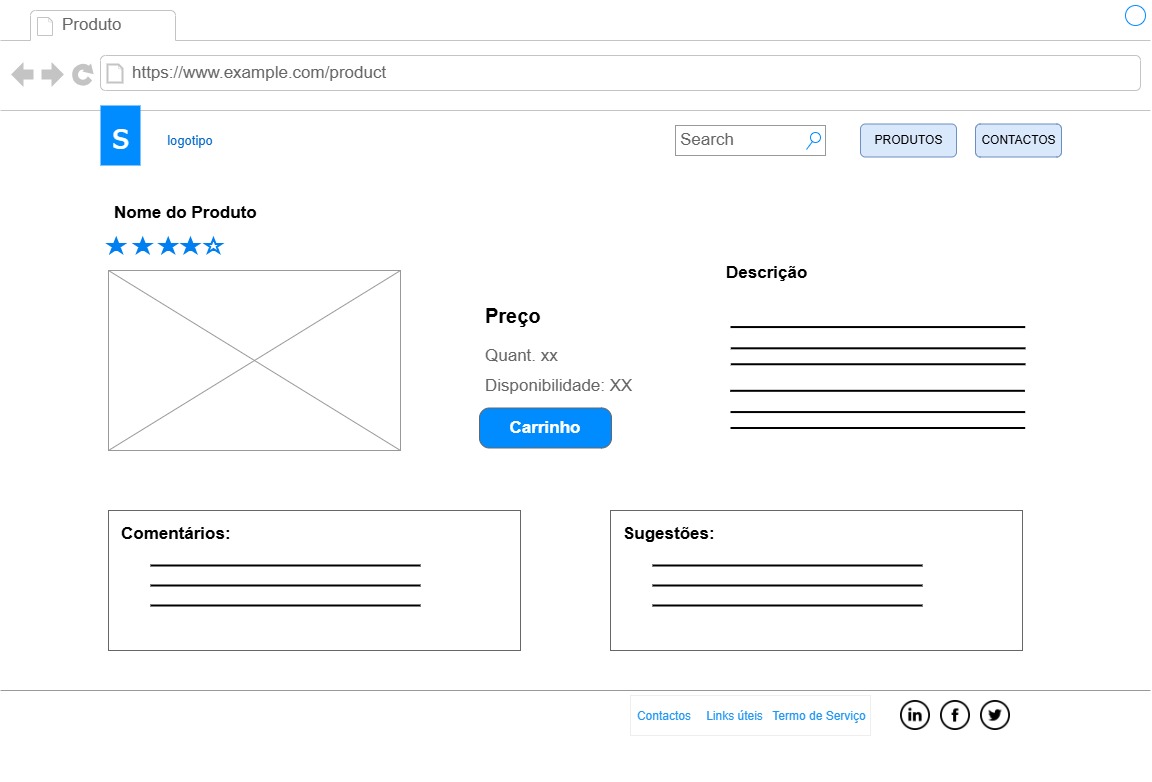 Produto
https://www.example.com/product
S
logotipo
Search
PRODUTOS
CONTACTOS
Nome do Produto
Descrição
Preço
Quant. xx
Disponibilidade: XX
Carrinho
Comentários:
Sugestões:
Contactos Links úteis Termo de Serviço
in
f